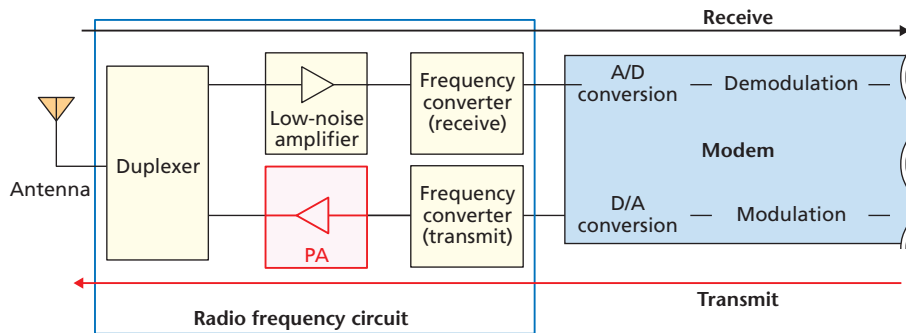 Receive
Antenna
Duplexer
Low-noise
amplifier
Frequency
converter
(receive)
A/D
conversion
Demodulation
Modem
PA
Frequency
converter
(transmit)
D/A
conversion
Modulation
Transmit
Radio frequency circuit